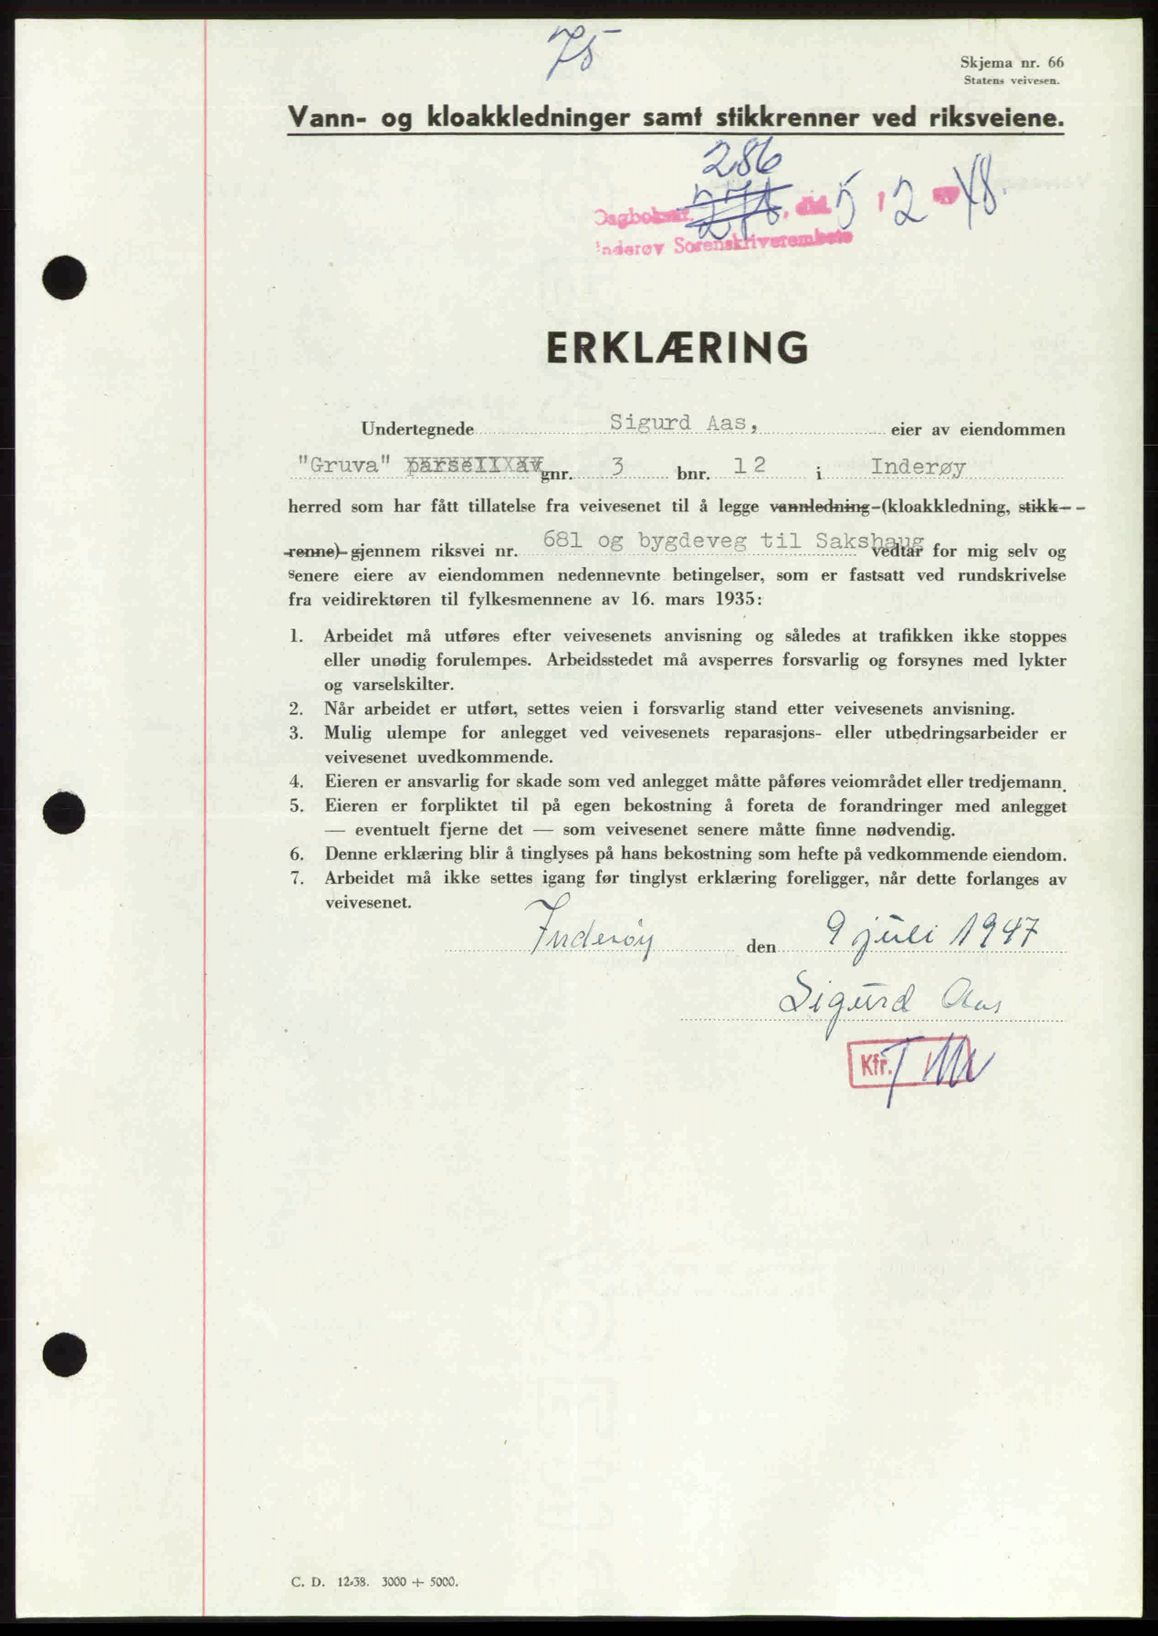 75
Skjema nr. 66
Statens veivesen.
Vann- og kloakkledninger samt stikkrenner ved riksveiene.
286
Dagboknr. 276, den 5 / 2 48.
Inderøy Sorenskriverembete
ERKLÆRING
Undertegnede Sigurd Aas, eier av eiendommen
"Gruva" parsell av gnr. 3 bnr. 12 i Inderøy
herred som har fått tillatelse fra veivesenet til å legge vannledning-(kloakkledning, stikk-
renne) gjennem riksvei nr. 681 og bygdeveg til Sakshaug vedtar for mig selv og
senere eiere av eiendommen nedennevnte betingelser, som er fastsatt ved rundskrivelse
fra veidirektøren til fylkesmennene av 16. mars 1935:
1. Arbeidet må utføres efter veivesenets anvisning og således at trafikken ikke stoppes
eller unødig forulempes. Arbeidsstedet må avsperres forsvarlig og forsynes med lykter
og varselskilter.
2. Når arbeidet er utført, settes veien i forsvarlig stand etter veivesenets anvisning.
3. Mulig ulempe for anlegget ved veivesenets reparasjons- eller utbedringsarbeider er
veivesenet uvedkommende.
4. Eieren er ansvarlig for skade som ved anlegget måtte påføres veiområdet eller tredjemann.
5. Eieren er forpliktet til på egen bekostning å foreta de forandringer med anlegget
— eventuelt fjerne det — som veivesenet senere måtte finne nødvendig.
6. Denne erklæring blir å tinglyses på hans bekostning som hefte på vedkommende eiendom.
7. Arbeidet må ikke settes igang før tinglyst erklæring foreligger, når dette forlanges av
veivesenet.
Inderøy den 9 juli 1947
Sigurd Aas
Kfr.
C. D. 12-38. 3000 + 5000.